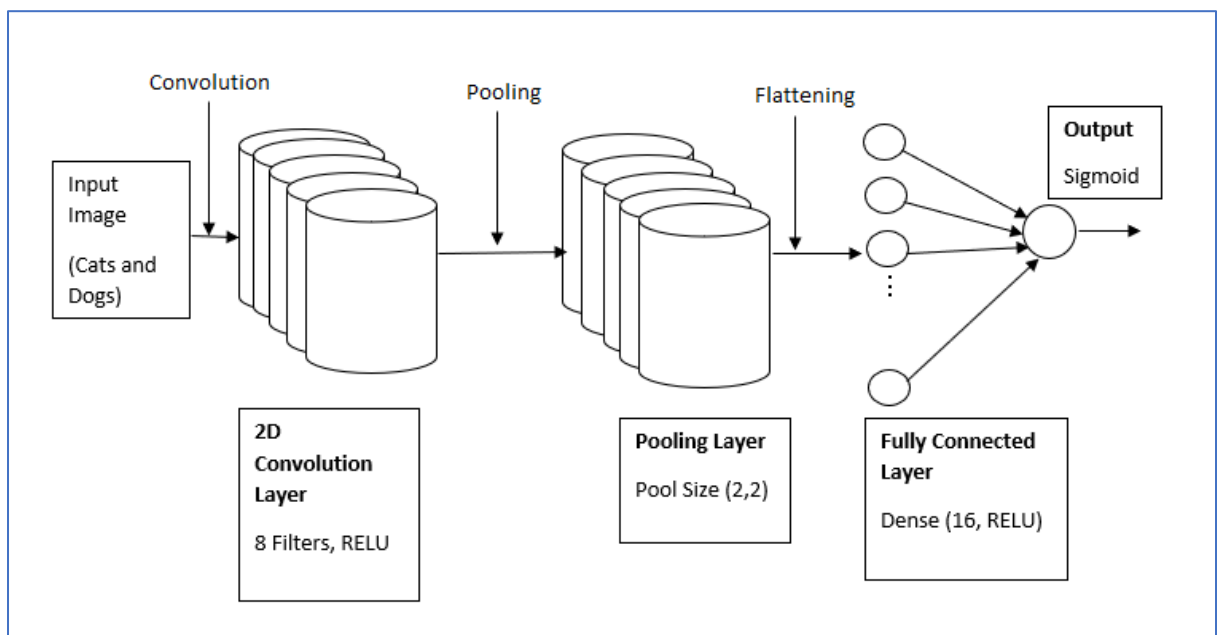 Convolution
Pooling
Flattening
Input
Image
(Cats and
Dogs)
Output
Sigmoid
2D
Convolution
Layer
8 Filters, RELU
Pooling Layer
Pool Size (2,2)
Fully Connected
Layer
Dense (16, RELU)